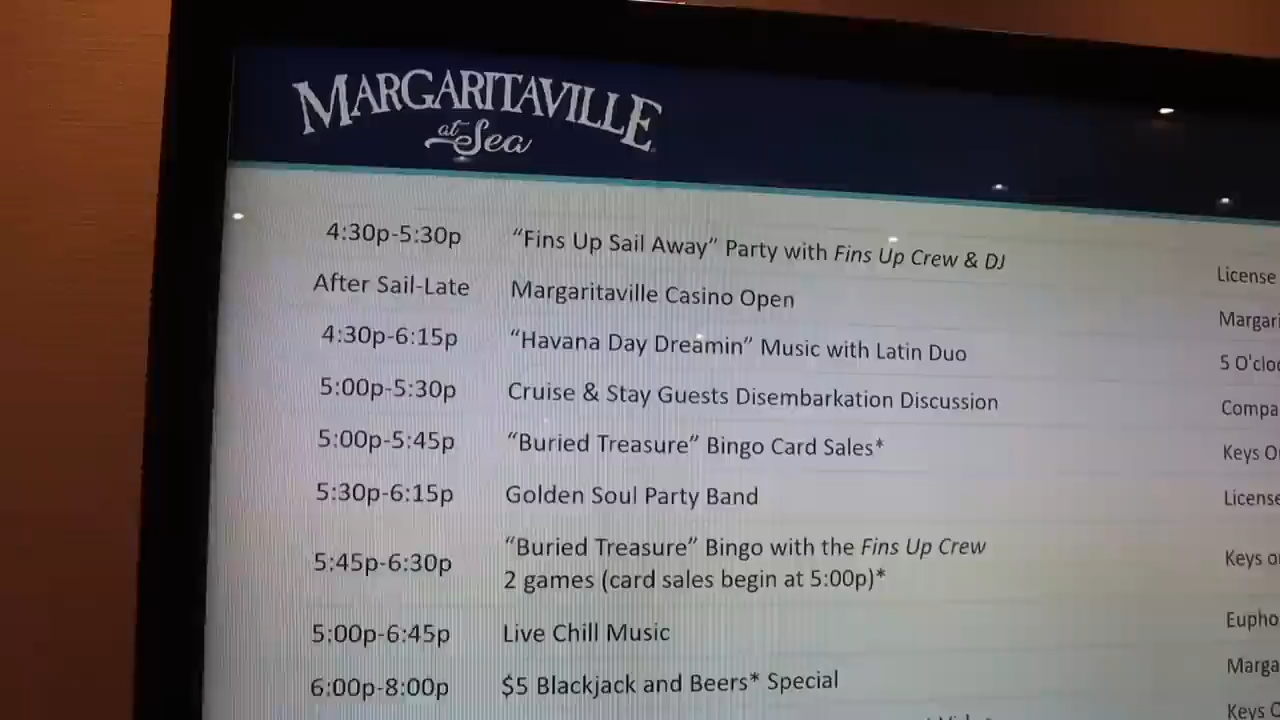 MARGARITAVILLE
at Sea
4:30p-5:30p "Fins Up Sail Away" Party with Fins Up Crew & DJ License
After Sail-Late Margaritaville Casino Open
4:30p-6:15p "Havana Day Dreamin" Music with Latin Duo 5
5:00p-5:30p Cruise & Stay Guests Disembarkation Discussion
5:00p-5:45p "Buried Treasure" Bingo Card Sales* Keys
5:30p-6:15p Golden Soul Party Band License
5:45p-6:30p "Buried Treasure" Bingo with the Fins Up Crew Keys
2 games (card sales begin at 5:00p)*
5:00p-6:45p Live Chill Music
6:00p-8:00p $5 Blackjack and Beers* Special
Keys